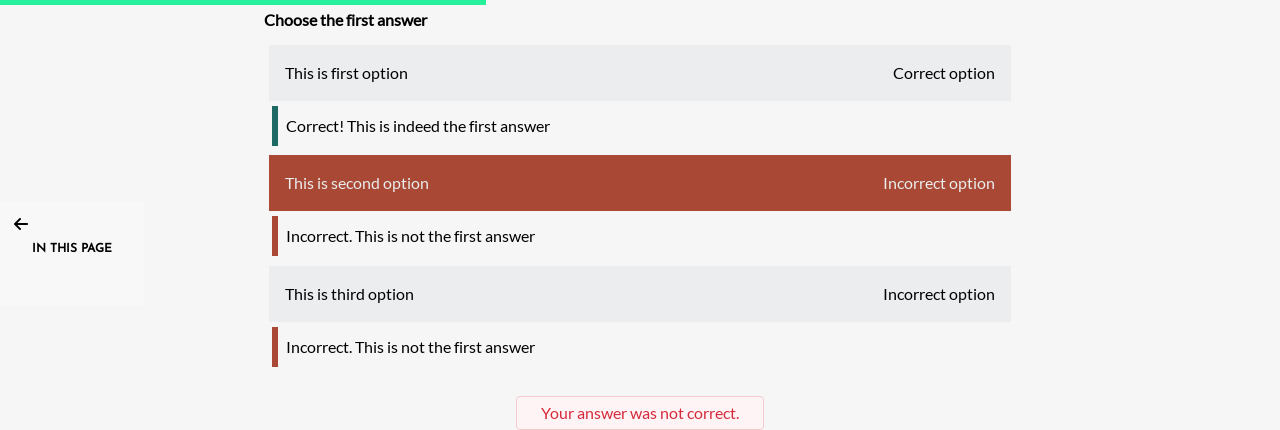 Choose the first answer
This is first option Correct option
Correct! This is indeed the first answer
This is second option Incorrect option
Incorrect. This is not the first answer
IN THIS PAGE
This is third option Incorrect option
Incorrect. This is not the first answer
Your answer was not correct.